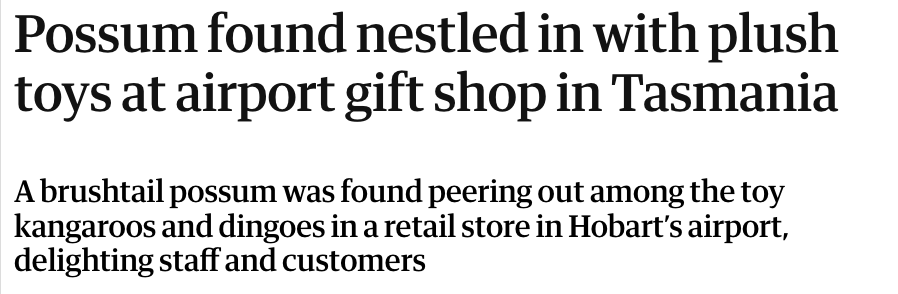 Possum found nestled in with plush
toys at airport gift shop in Tasmania
A brushtail possum was found peering out among the toy
kangaroos and dingoes in a retail store in Hobart’s airport,
delighting staff and customers